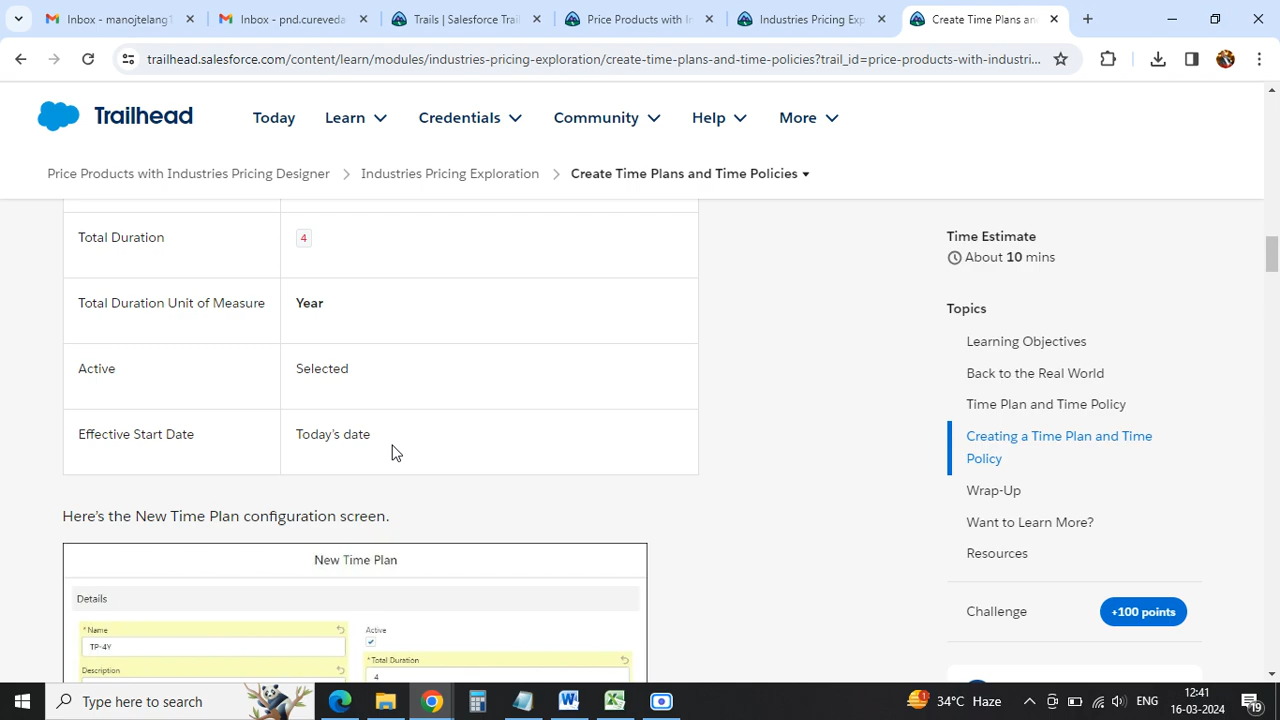 Inbox - manojtelang1
Inbox - pnd.cureveda
Trails | Salesforce Trail
Price Products with In
Industries Pricing Exp
Create Time Plans and
trailhead.salesforce.com/content/learn/modules/industries-pricing-exploration/create-time-plans-and-time-policies?trail_id=price-products-with-industri...
Trailhead
Today
Learn
Credentials
Community
Help
More
Price Products with Industries Pricing Designer
Industries Pricing Exploration
Create Time Plans and Time Policies
Total Duration
4
Total Duration Unit of Measure
Year
Active
Selected
Effective Start Date
Today's date
Here's the New Time Plan configuration screen.
New Time Plan
Details
* Name
TP-4Y
Description
Active
* Total Duration
4
Time Estimate
About 10 mins
Topics
Learning Objectives
Back to the Real World
Time Plan and Time Policy
Creating a Time Plan and Time
Policy
Wrap-Up
Want to Learn More?
Resources
Challenge
+100 points
Type here to search
34°C Haze
ENG
12:41
16-03-2024
19